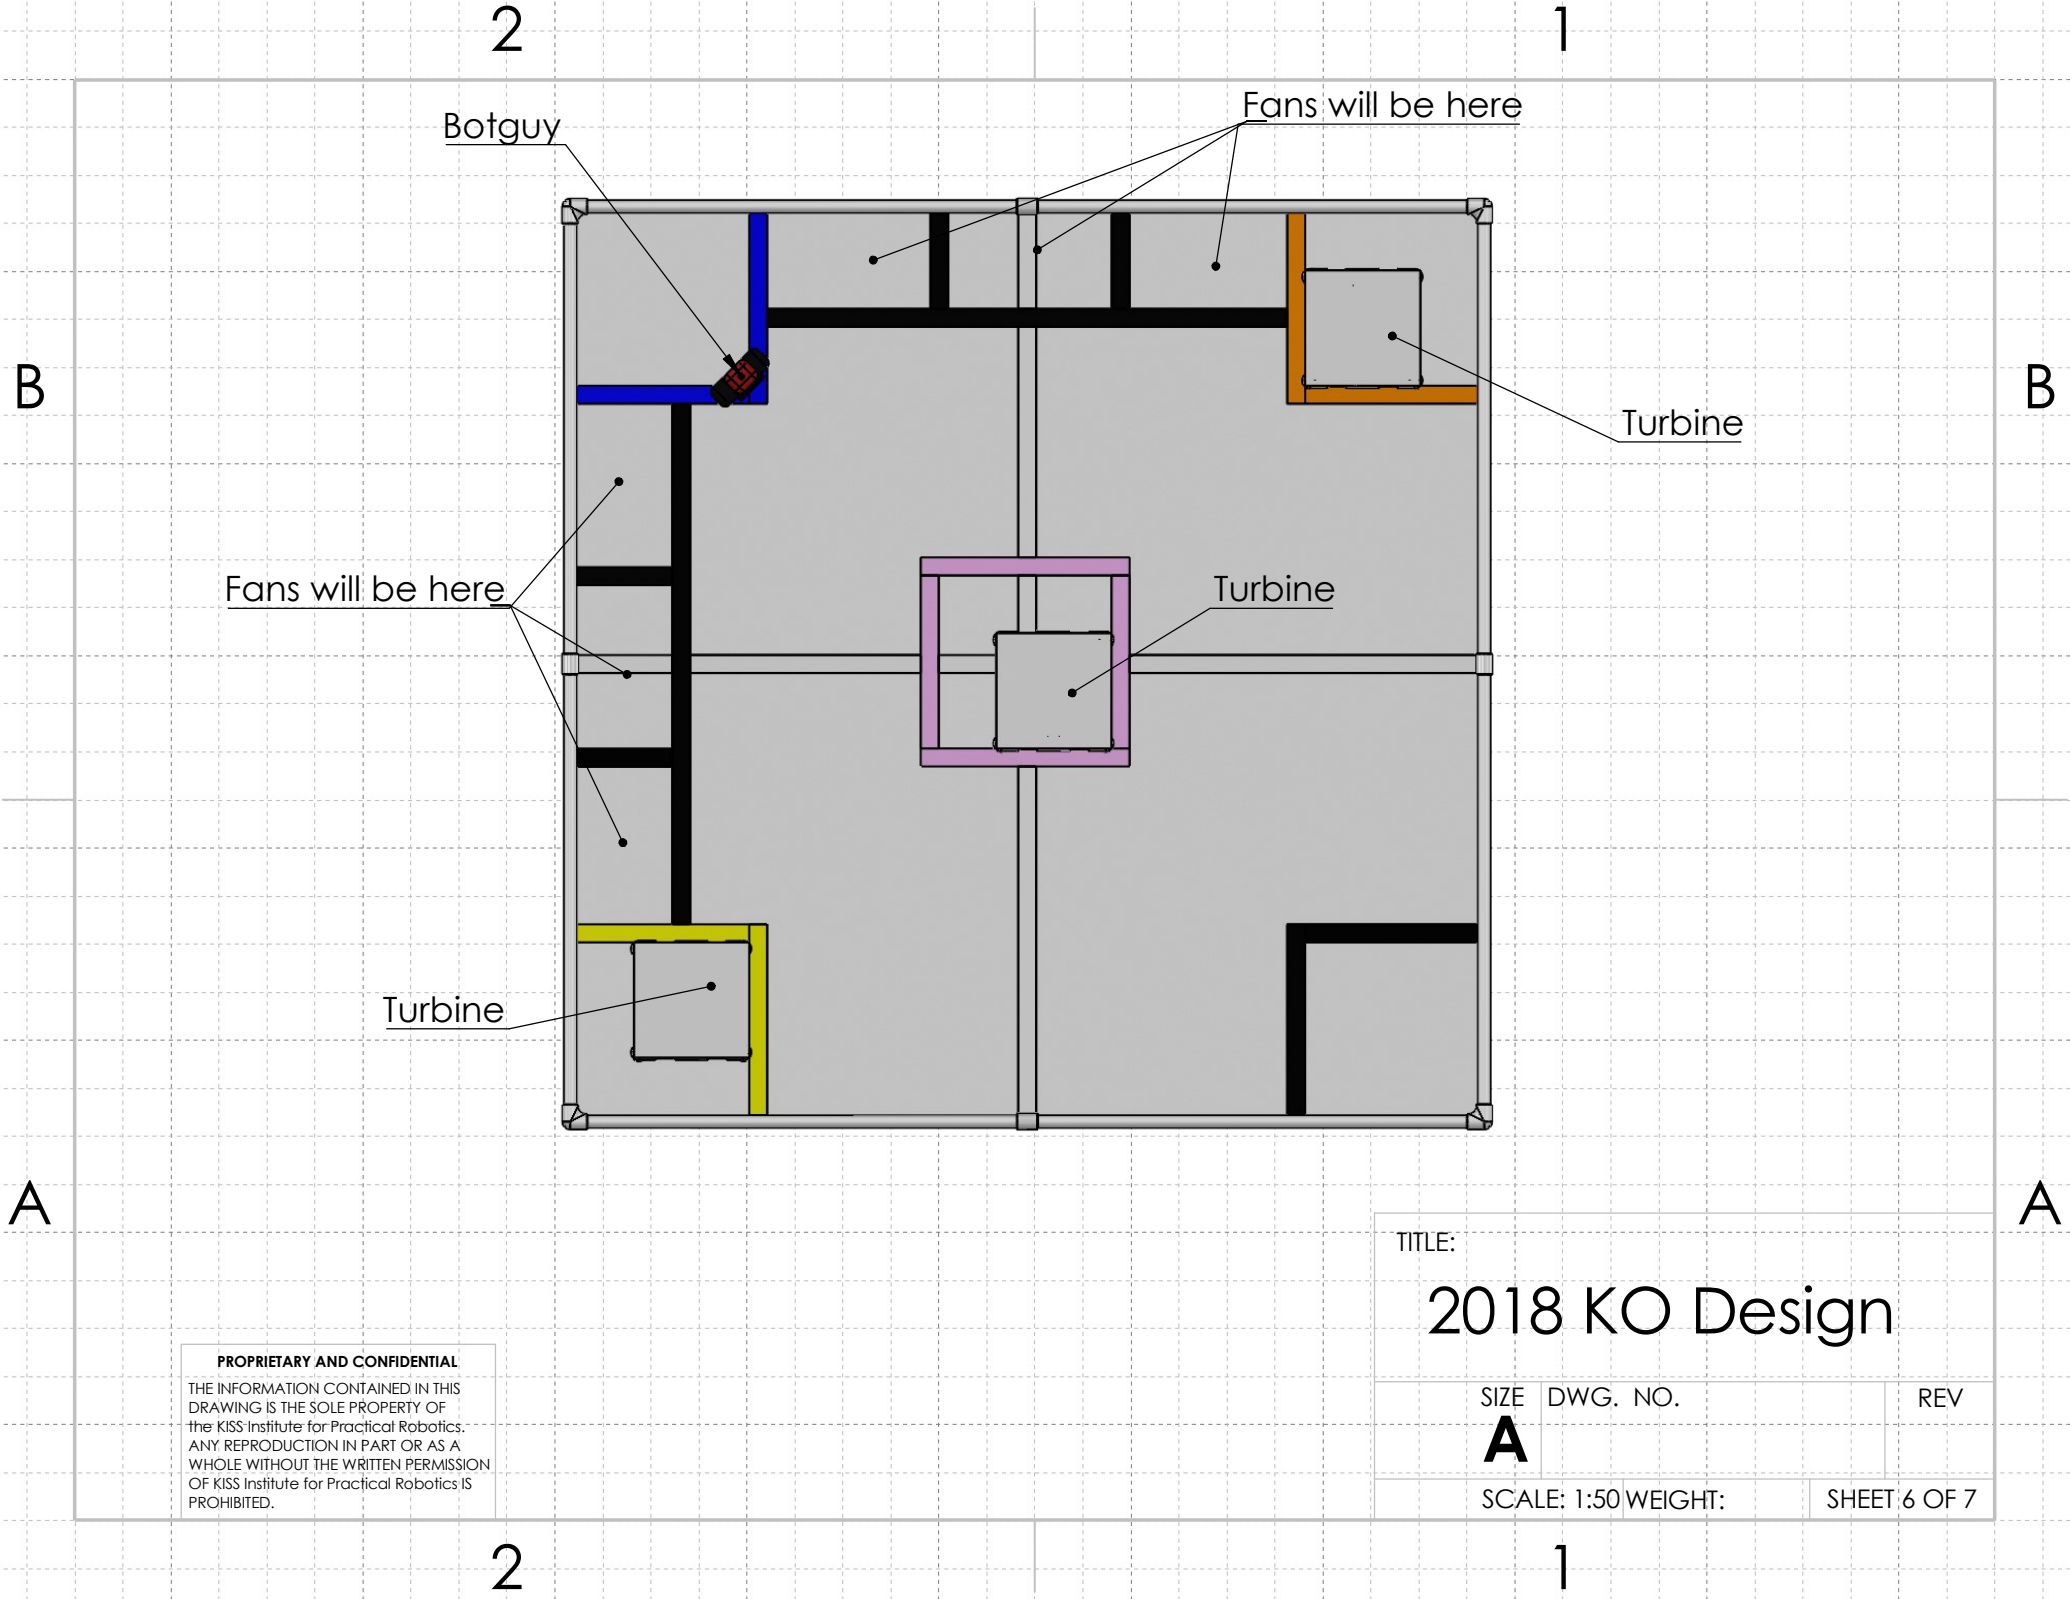 2
1
Fans will be here
Botguy
B
B
Turbine
Fans will be here
Turbine
Turbine
A
A
TITLE:
2018 KO Design
PROPRIETARY AND CONFIDENTIAL
THE INFORMATION CONTAINED IN THIS
DRAWING IS THE SOLE PROPERTY OF
the KISS Institute for Practical Robotics.
ANY REPRODUCTION IN PART OR AS A
WHOLE WITHOUT THE WRITTEN PERMISSION
OF KISS Institute for Practical Robotics IS
PROHIBITED.
SIZE
DWG. NO.
REV
A
SCALE: 1:50
WEIGHT:
SHEET 6 OF 7
2
1